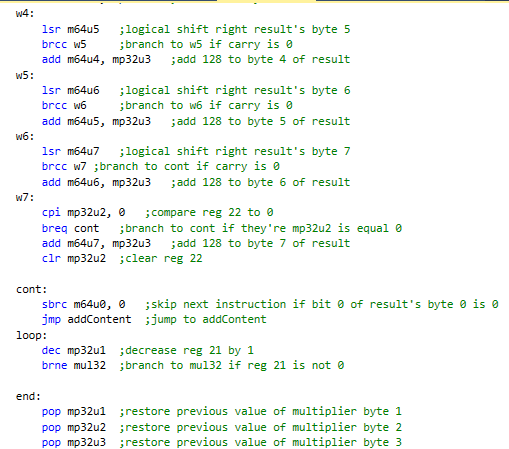 w4:
lsr m64u5 ;logical shift right result's byte 5
brcc w5 ;branch to w5 if carry is 0
add m64u4, mp32u3 ;add 128 to byte 4 of result
w5:
lsr m64u6 ;logical shift right result's byte 6
brcc w6 ;branch to w6 if carry is 0
add m64u5, mp32u3 ;add 128 to byte 5 of result
w6:
lsr m64u7 ;logical shift right result's byte 7
brcc w7 ;branch to cont if carry is 0
add m64u6, mp32u3 ;add 128 to byte 6 of result
w7:
cpi mp32u2, 0 ;compare reg 22 to 0
breq cont ;branch to cont if they're mp32u2 is equal 0
add m64u7, mp32u3 ;add 128 to byte 7 of result
clr mp32u2 ;clear reg 22
cont:
sbrc m64u0, 0 ;skip next instruction if bit 0 of result's byte 0 is 0
jmp addContent ;jump to addContent
loop:
dec mp32u1 ;decrease reg 21 by 1
brne mul32 ;branch to mul32 if reg 21 is not 0
end:
pop mp32u1 ;restore previous value of multiplier byte 1
pop mp32u2 ;restore previous value of multiplier byte 2
pop mp32u3 ;restore previous value of multiplier byte 3